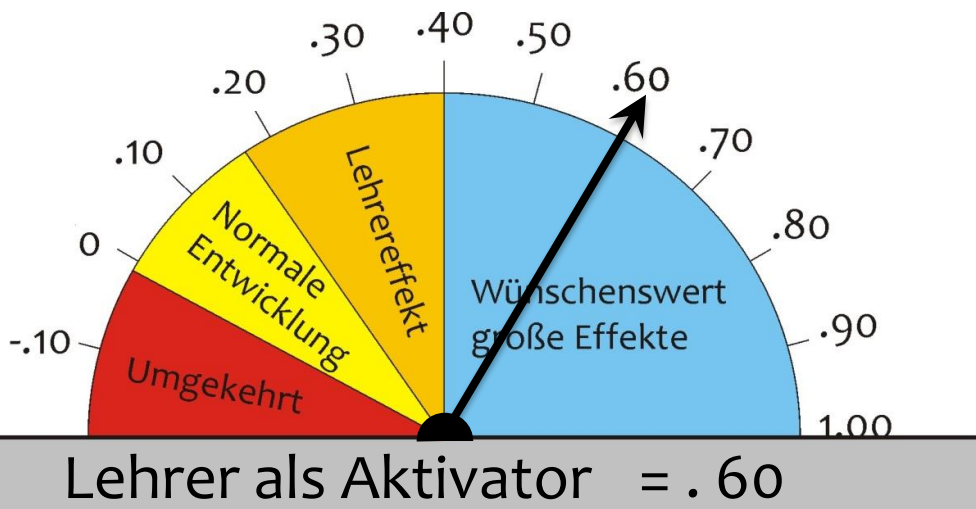 .40
.30
.50
.20
.60
.10
.70
0
.80
-.10
.90
1.00
Umgekehrt
Normale
Entwicklung
Lehrereffekt
Wünschenswert
große Effekte
Lehrer als Aktivator = . 60